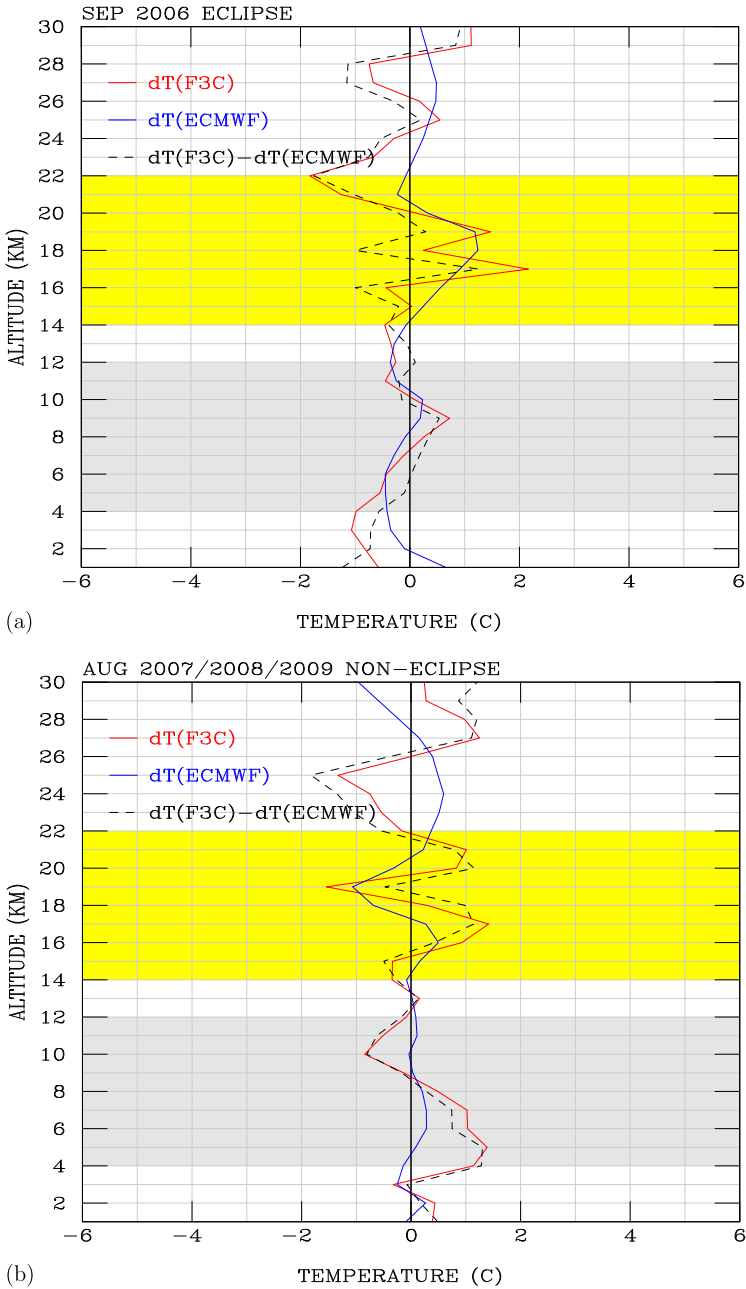 SEP 2006 ECLIPSE
30
28
dT(F3C)
26
dT(ECMWF)
24
dT(F3C)−dT(ECMWF)
22
20
18
16
14
12
10
8
6
4
2
ALTITUDE (KM)
−6 −4 −2 0 2 4 6
(a) TEMPERATURE (C)
AUG 2007/2008/2009 NON−ECLIPSE
30
28
dT(F3C)
26
dT(ECMWF)
24
dT(F3C)−dT(ECMWF)
22
20
18
16
14
12
10
8
6
4
2
ALTITUDE (KM)
−6 −4 −2 0 2 4 6
(b) TEMPERATURE (C)